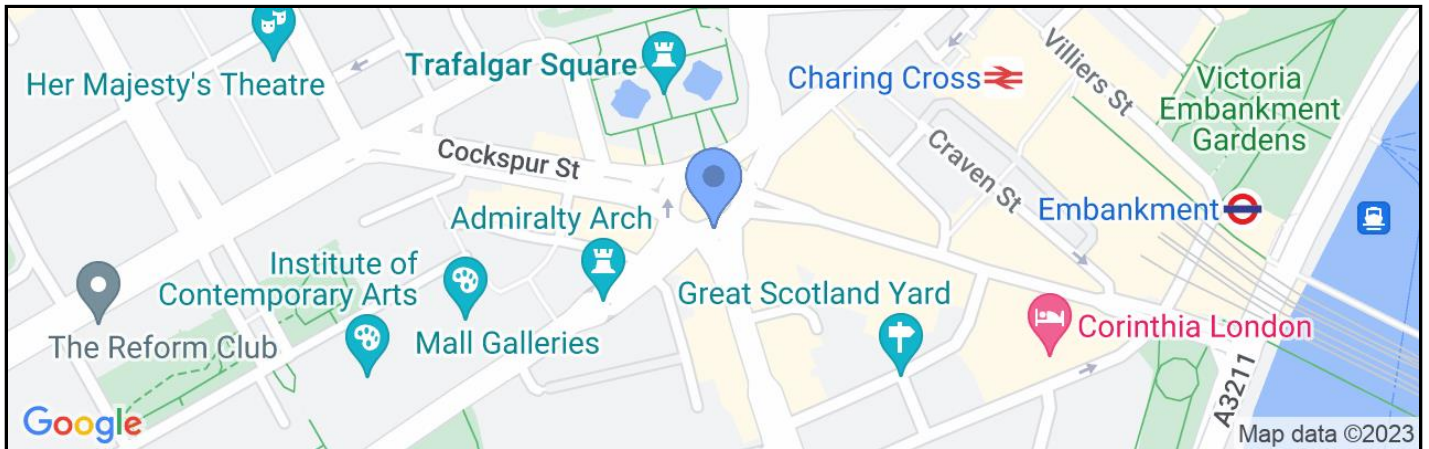 Her Majesty's Theatre
Trafalgar Square
Charing Cross
Villiers St
Victoria
Embankment
Gardens
Cockspur St
Craven St
Admiralty Arch
Embankment
Institute of
Contemporary Arts
Great Scotland Yard
Corinthia London
The Reform Club
Mall Galleries
A3211
Google
Map data ©2023